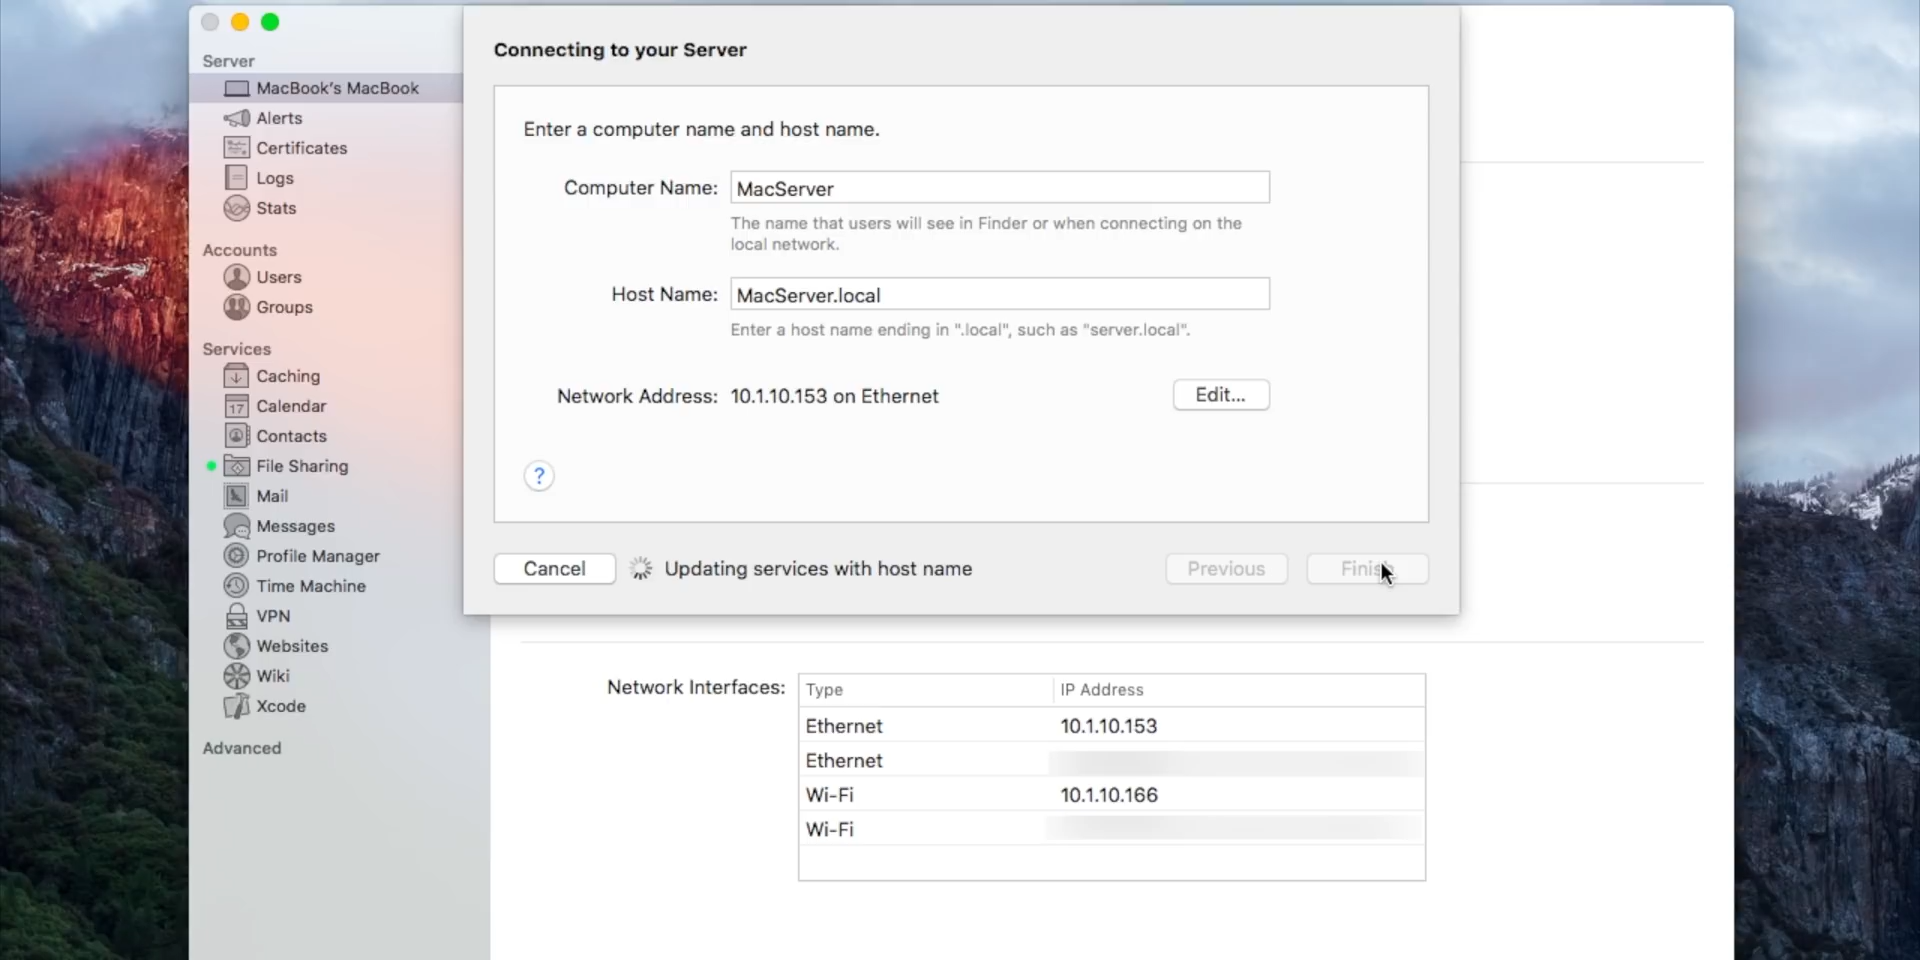 Connecting to your Server
Server
MacBook's MacBook
Alerts
Certificates
Logs
Stats
Accounts
Users
Groups
Services
Caching
17 Calendar
Contacts
File Sharing
Mail
Messages
Profile Manager
Time Machine
VPN
Websites
Wiki
Xcode
Advanced
Enter a computer name and host name.
Computer Name: MacServer
The name that users will see in Finder or when connecting on the
local network.
Host Name: MacServer.local
Enter a host name ending in ".local", such as "server.local".
Network Address: 10.1.10.153 on Ethernet Edit...
?
Cancel Updating services with host name Previous Finish
Network Interfaces: Type IP Address
Ethernet 10.1.10.153
Ethernet
Wi-Fi 10.1.10.166
Wi-Fi